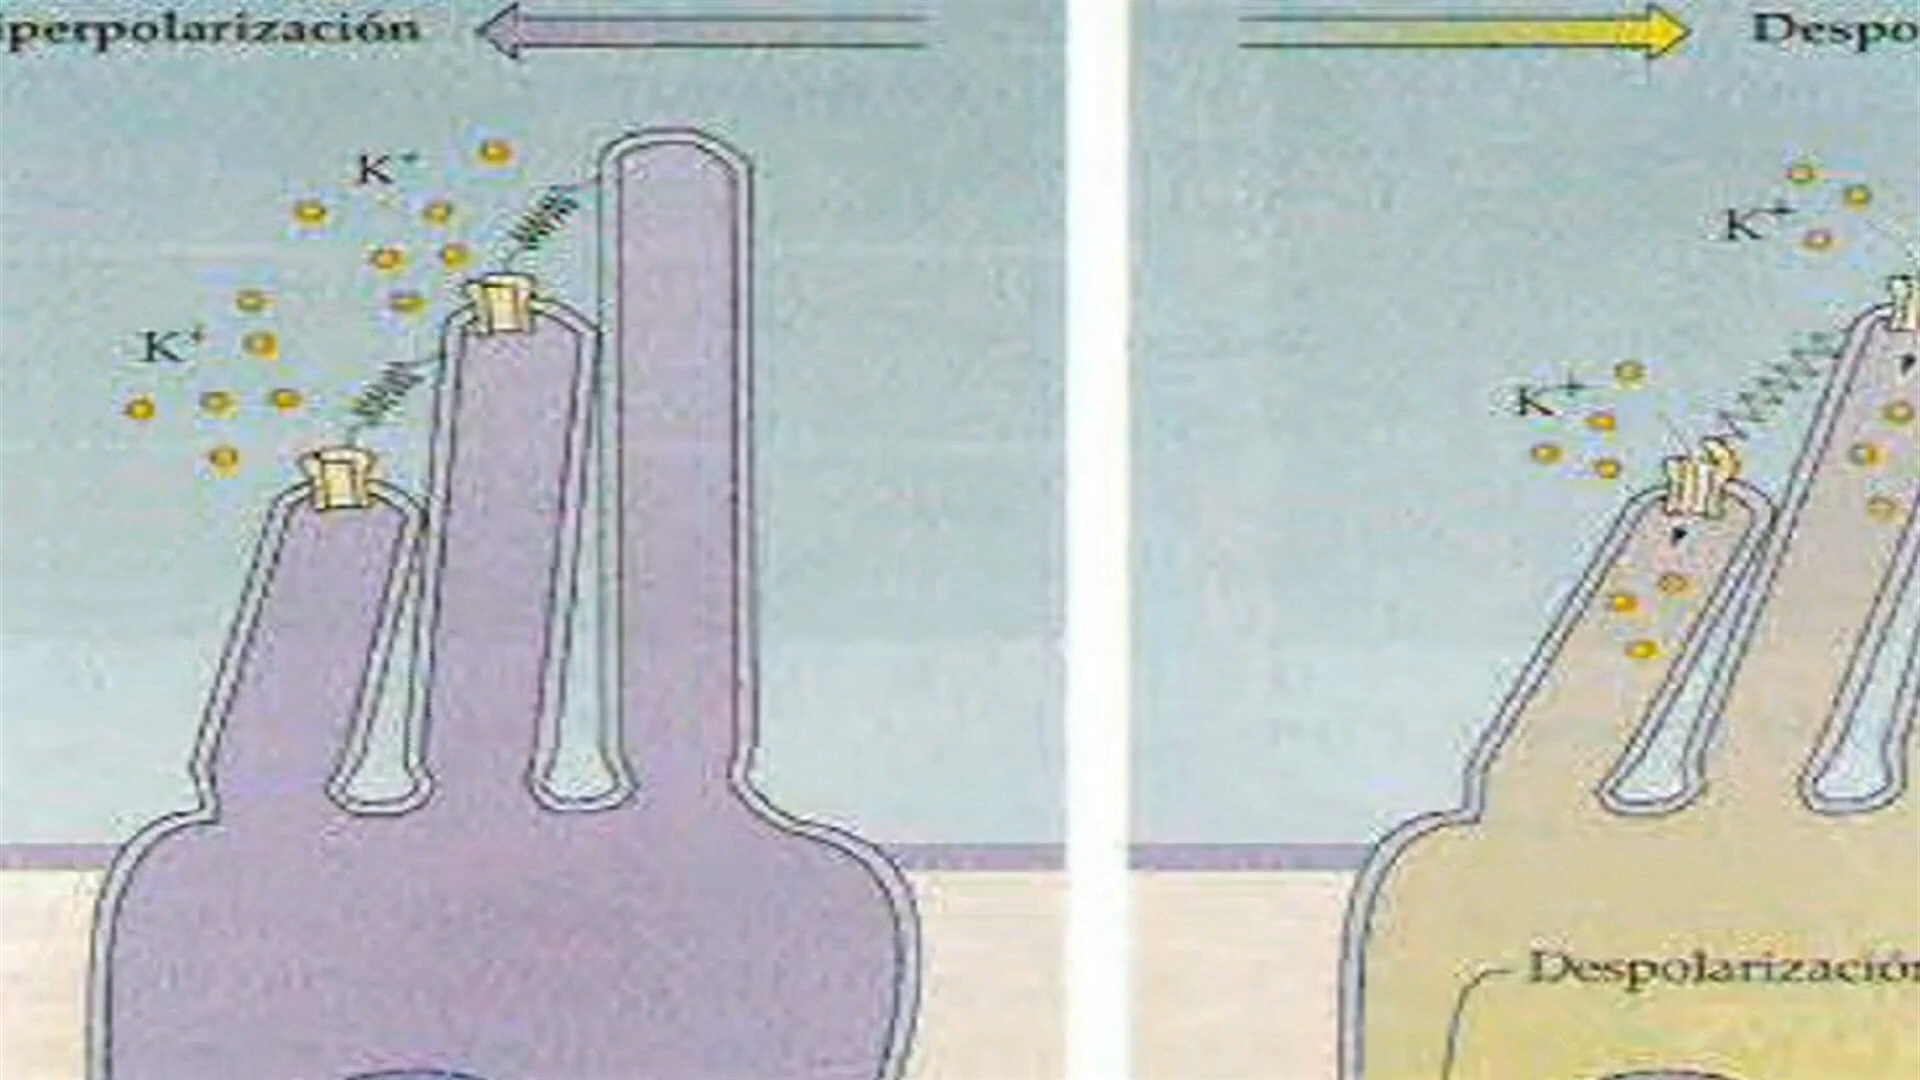 iperpolarización
Despo
K⁺
K⁺
K⁺
K⁺
Despolarización